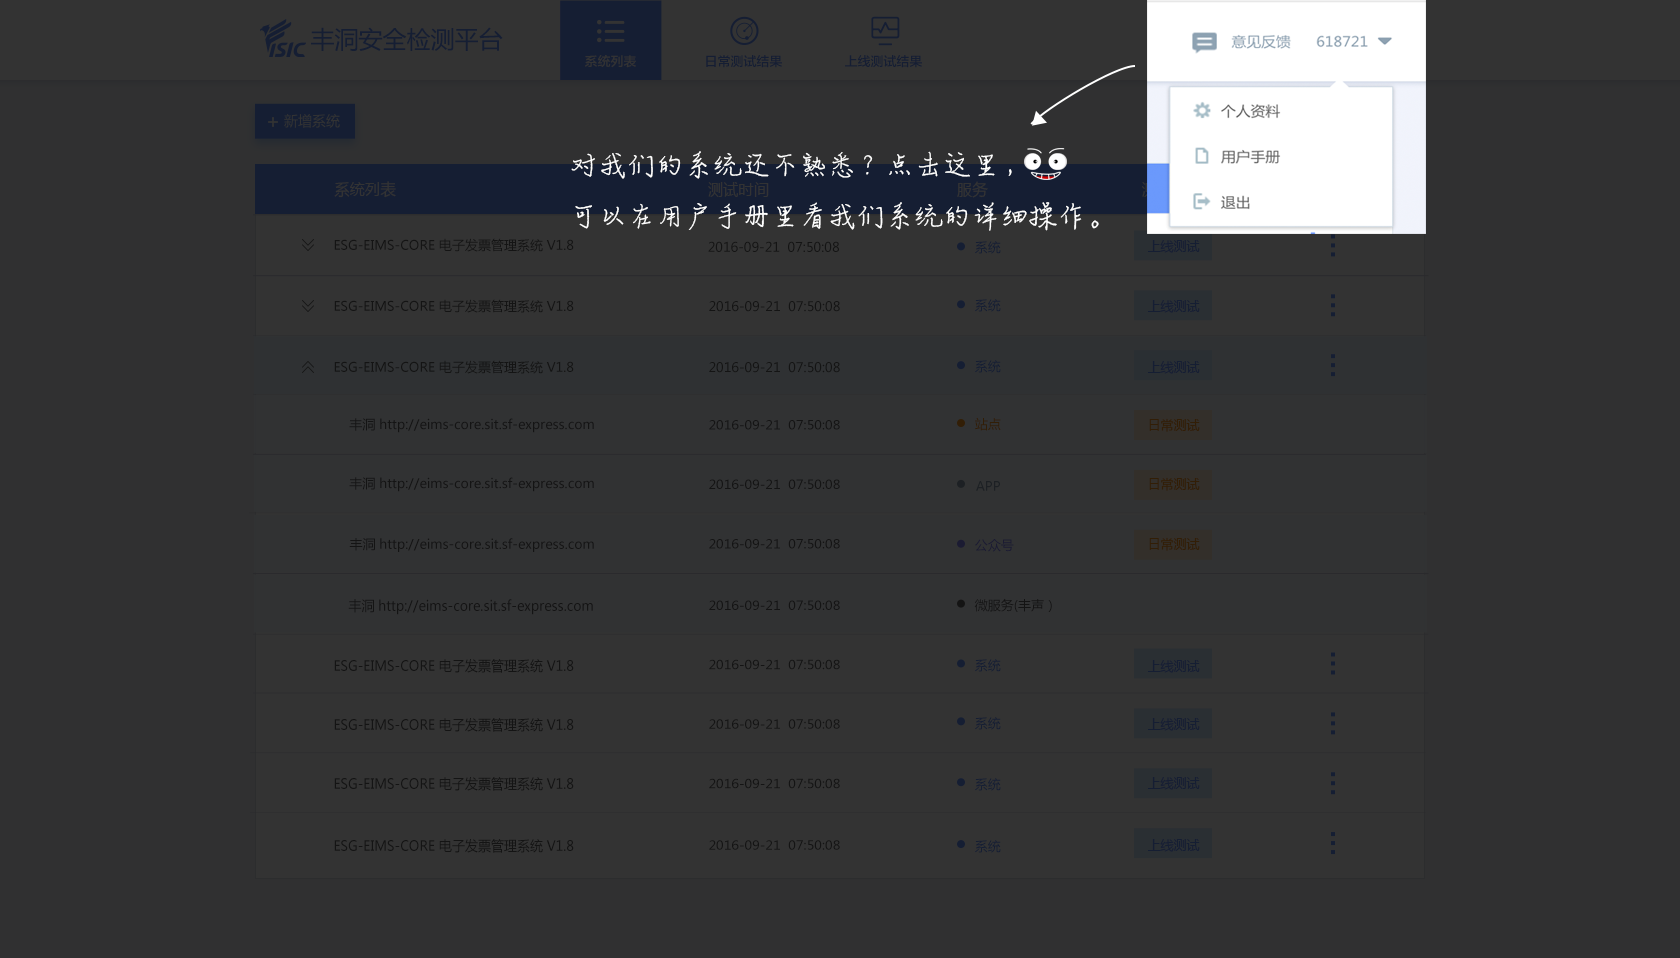 SISIC 丰洞安全检测平台
系统列表
日常测试结果
上线测试结果
意见反馈 618721
+ 新增系统
个人资料
用户手册
退出
对我们的系统还不熟悉？点击这里，
可以在用户手册里看我们系统的详细操作。
系统列表 测试时间 服务
ESG-EIMS-CORE 电子发票管理系统 V1.8 2016-09-21 07:50:08 系统 上线测试
ESG-EIMS-CORE 电子发票管理系统 V1.8 2016-09-21 07:50:08 系统 上线测试
ESG-EIMS-CORE 电子发票管理系统 V1.8 2016-09-21 07:50:08 系统 上线测试
丰洞 http://eims-core.sit.sf-express.com 2016-09-21 07:50:08 站点 日常测试
丰洞 http://eims-core.sit.sf-express.com 2016-09-21 07:50:08 APP 日常测试
丰洞 http://eims-core.sit.sf-express.com 2016-09-21 07:50:08 公众号 日常测试
丰洞 http://eims-core.sit.sf-express.com 2016-09-21 07:50:08 微服务(丰声）
ESG-EIMS-CORE 电子发票管理系统 V1.8 2016-09-21 07:50:08 系统 上线测试
ESG-EIMS-CORE 电子发票管理系统 V1.8 2016-09-21 07:50:08 系统 上线测试
ESG-EIMS-CORE 电子发票管理系统 V1.8 2016-09-21 07:50:08 系统 上线测试
ESG-EIMS-CORE 电子发票管理系统 V1.8 2016-09-21 07:50:08 系统 上线测试